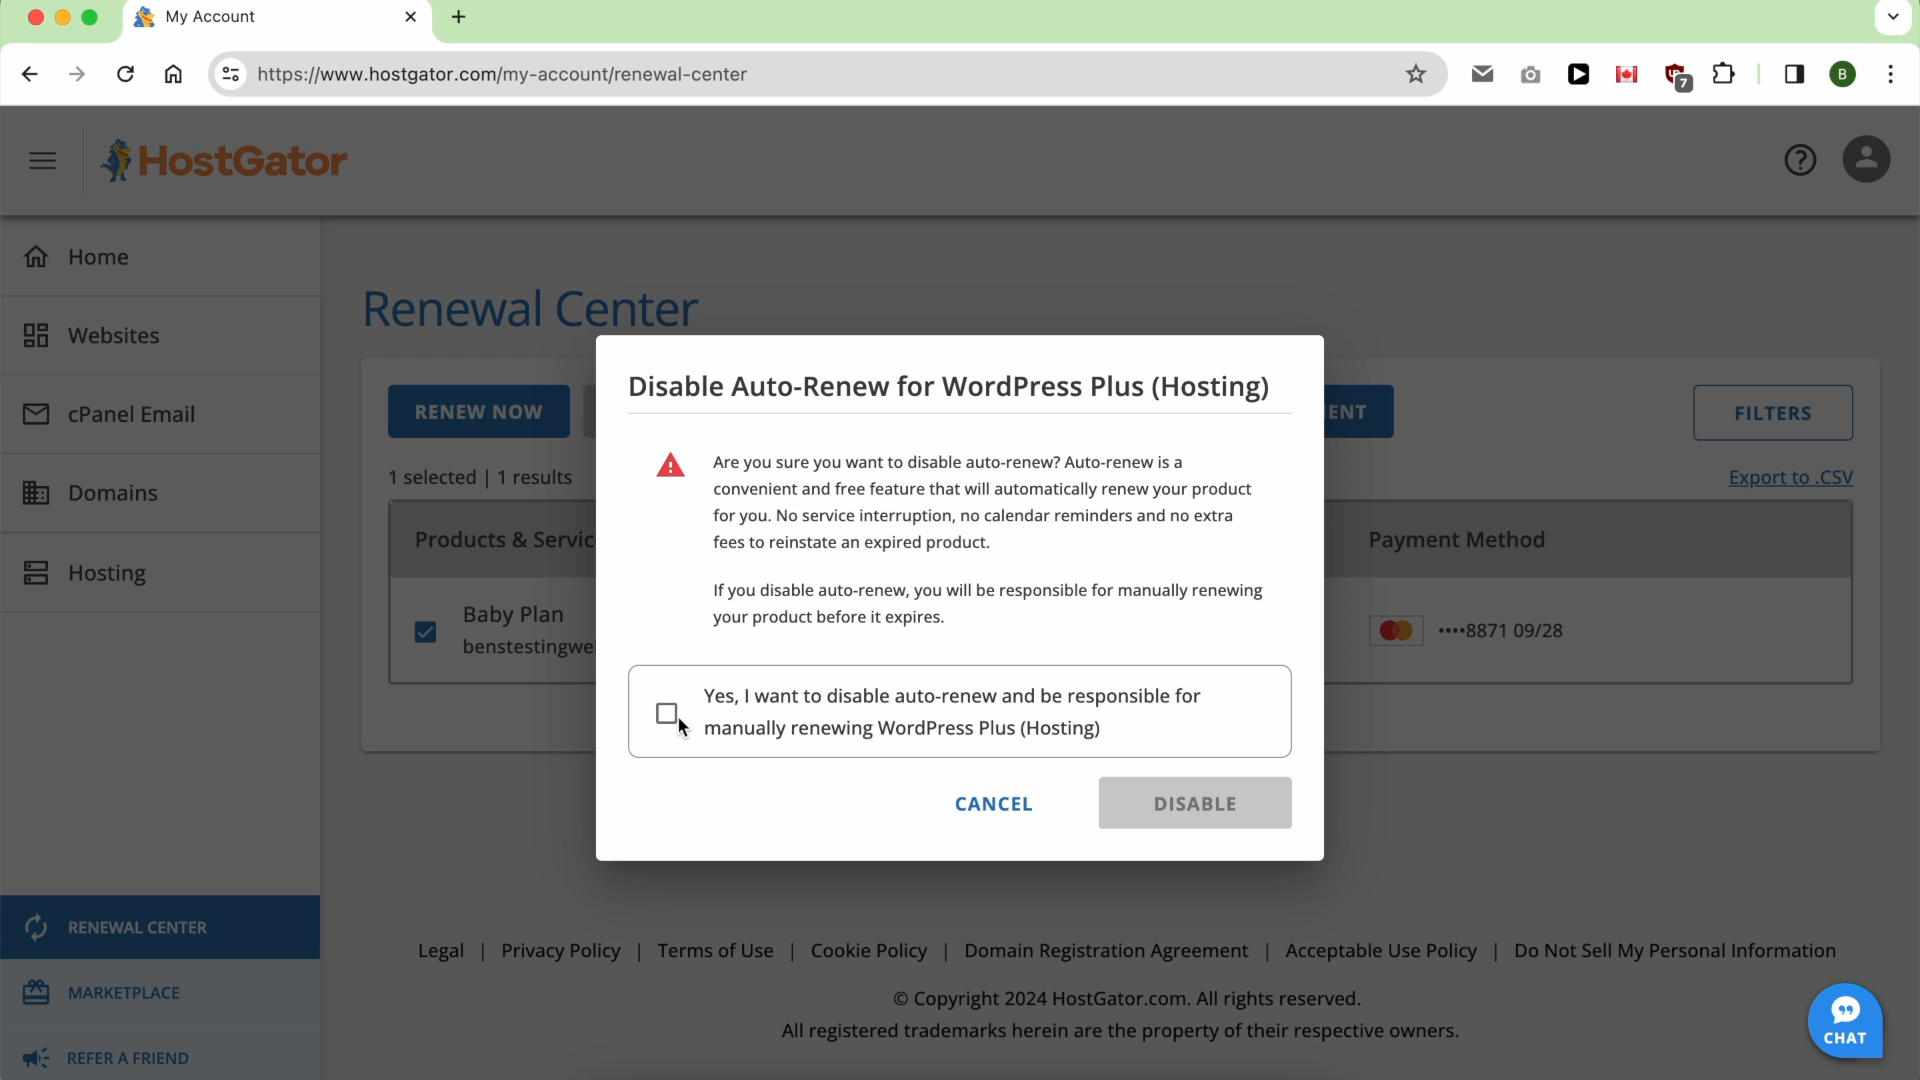 My Account
https://www.hostgator.com/my-account/renewal-center
7
B
HostGator
Home
Websites
cPanel Email
Domains
Hosting
RENEWAL CENTER
MARKETPLACE
REFER A FRIEND
Renewal Center
RENEW NOW
ENT
FILTERS
1 selected | 1 results
Export to .CSV
Products & Servic
Payment Method
Baby Plan
benstestingwe
••••8871 09/28
Disable Auto-Renew for WordPress Plus (Hosting)
Are you sure you want to disable auto-renew? Auto-renew is a
convenient and free feature that will automatically renew your product
for you. No service interruption, no calendar reminders and no extra
fees to reinstate an expired product.
If you disable auto-renew, you will be responsible for manually renewing
your product before it expires.
Yes, I want to disable auto-renew and be responsible for
manually renewing WordPress Plus (Hosting)
CANCEL
DISABLE
Legal | Privacy Policy | Terms of Use | Cookie Policy | Domain Registration Agreement | Acceptable Use Policy | Do Not Sell My Personal Information
© Copyright 2024 HostGator.com. All rights reserved.
All registered trademarks herein are the property of their respective owners.
CHAT